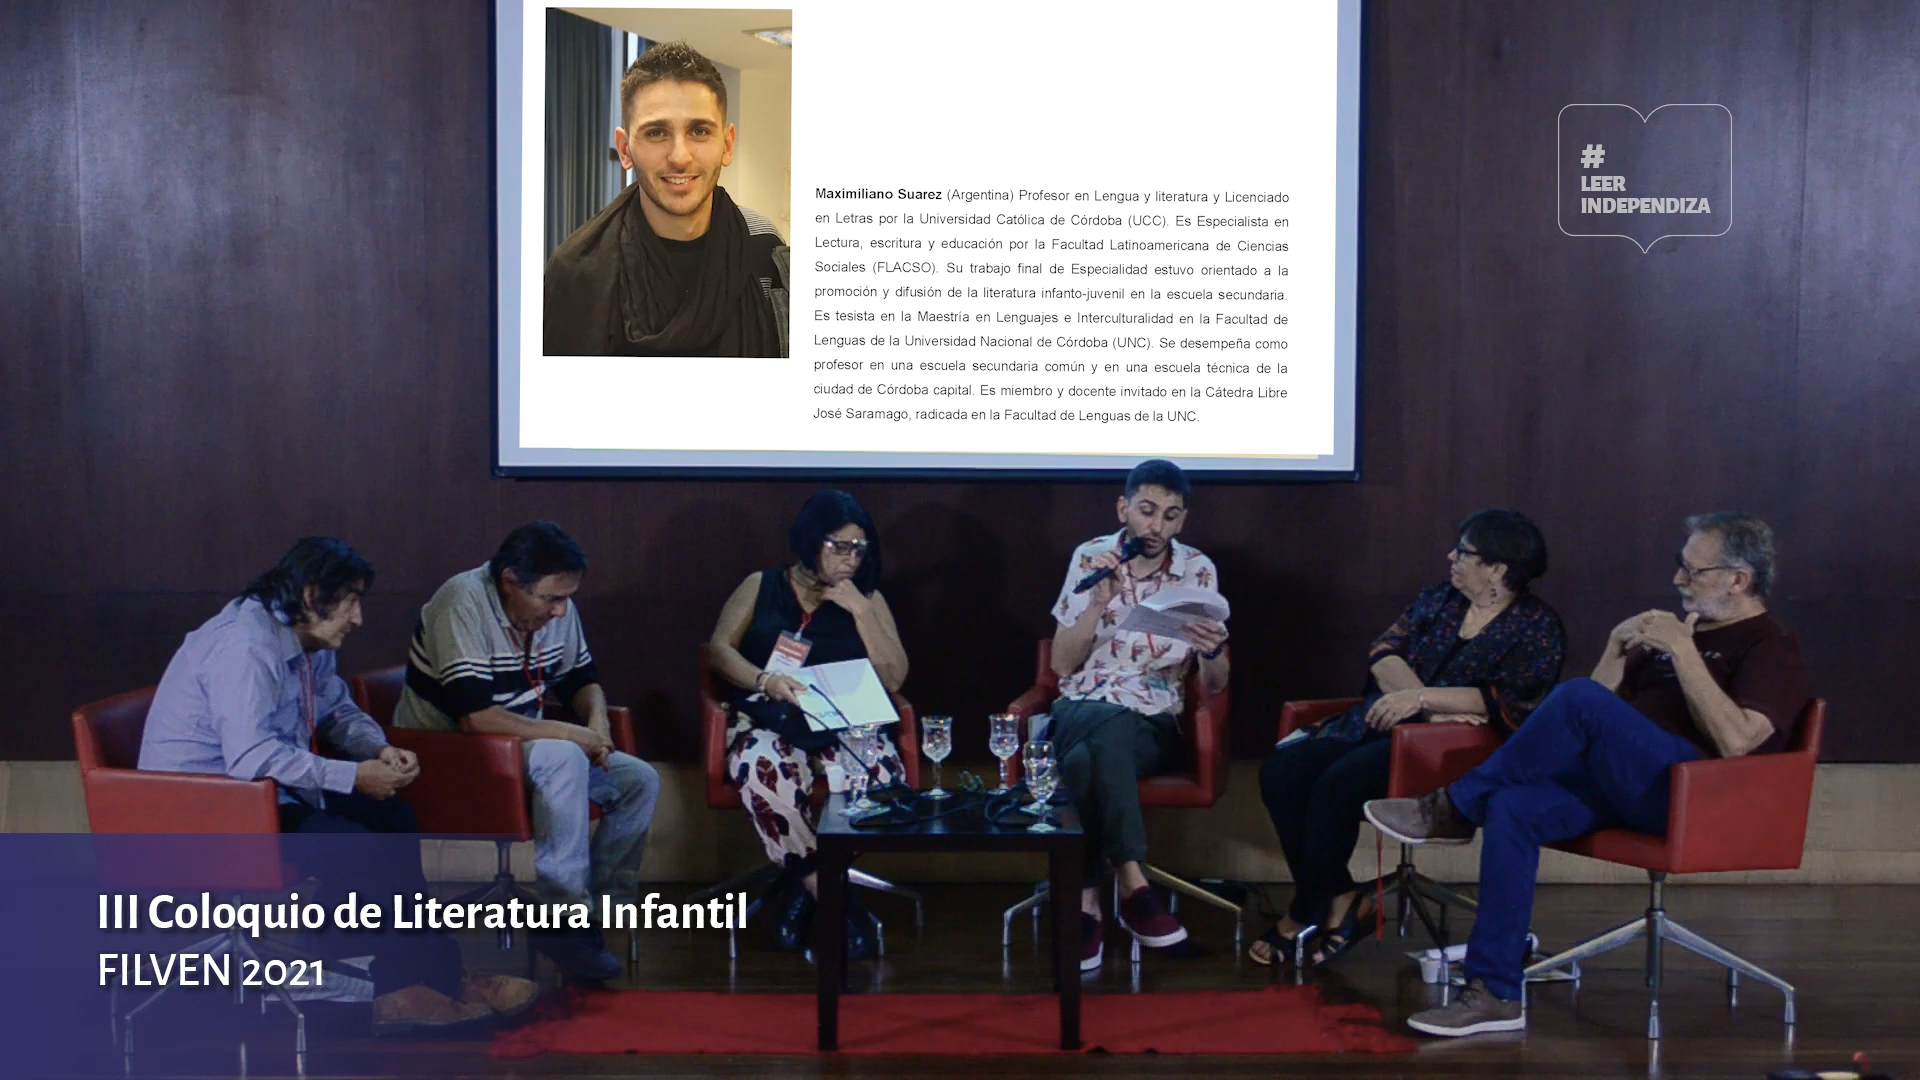 Maximiliano Suarez (Argentina) Profesor en Lengua y literatura y Licenciado
en Letras por la Universidad Católica de Córdoba (UCC). Es Especialista en
Lectura, escritura y educación por la Facultad Latinoamericana de Ciencias
Sociales (FLACSO). Su trabajo final de Especialidad estuvo orientado a la
promoción y difusión de la literatura infanto-juvenil en la escuela secundaria.
Es tesista en la Maestría en Lenguajes e Interculturalidad en la Facultad de
Lenguas de la Universidad Nacional de Córdoba (UNC). Se desempeña como
profesor en una escuela secundaria común y en una escuela técnica de la
ciudad de Córdoba capital. Es miembro y docente invitado en la Cátedra Libre
José Saramago, radicada en la Facultad de Lenguas de la UNC.
#
LEER
INDEPENDIZA
III Coloquio de Literatura Infantil
FILVEN 2021